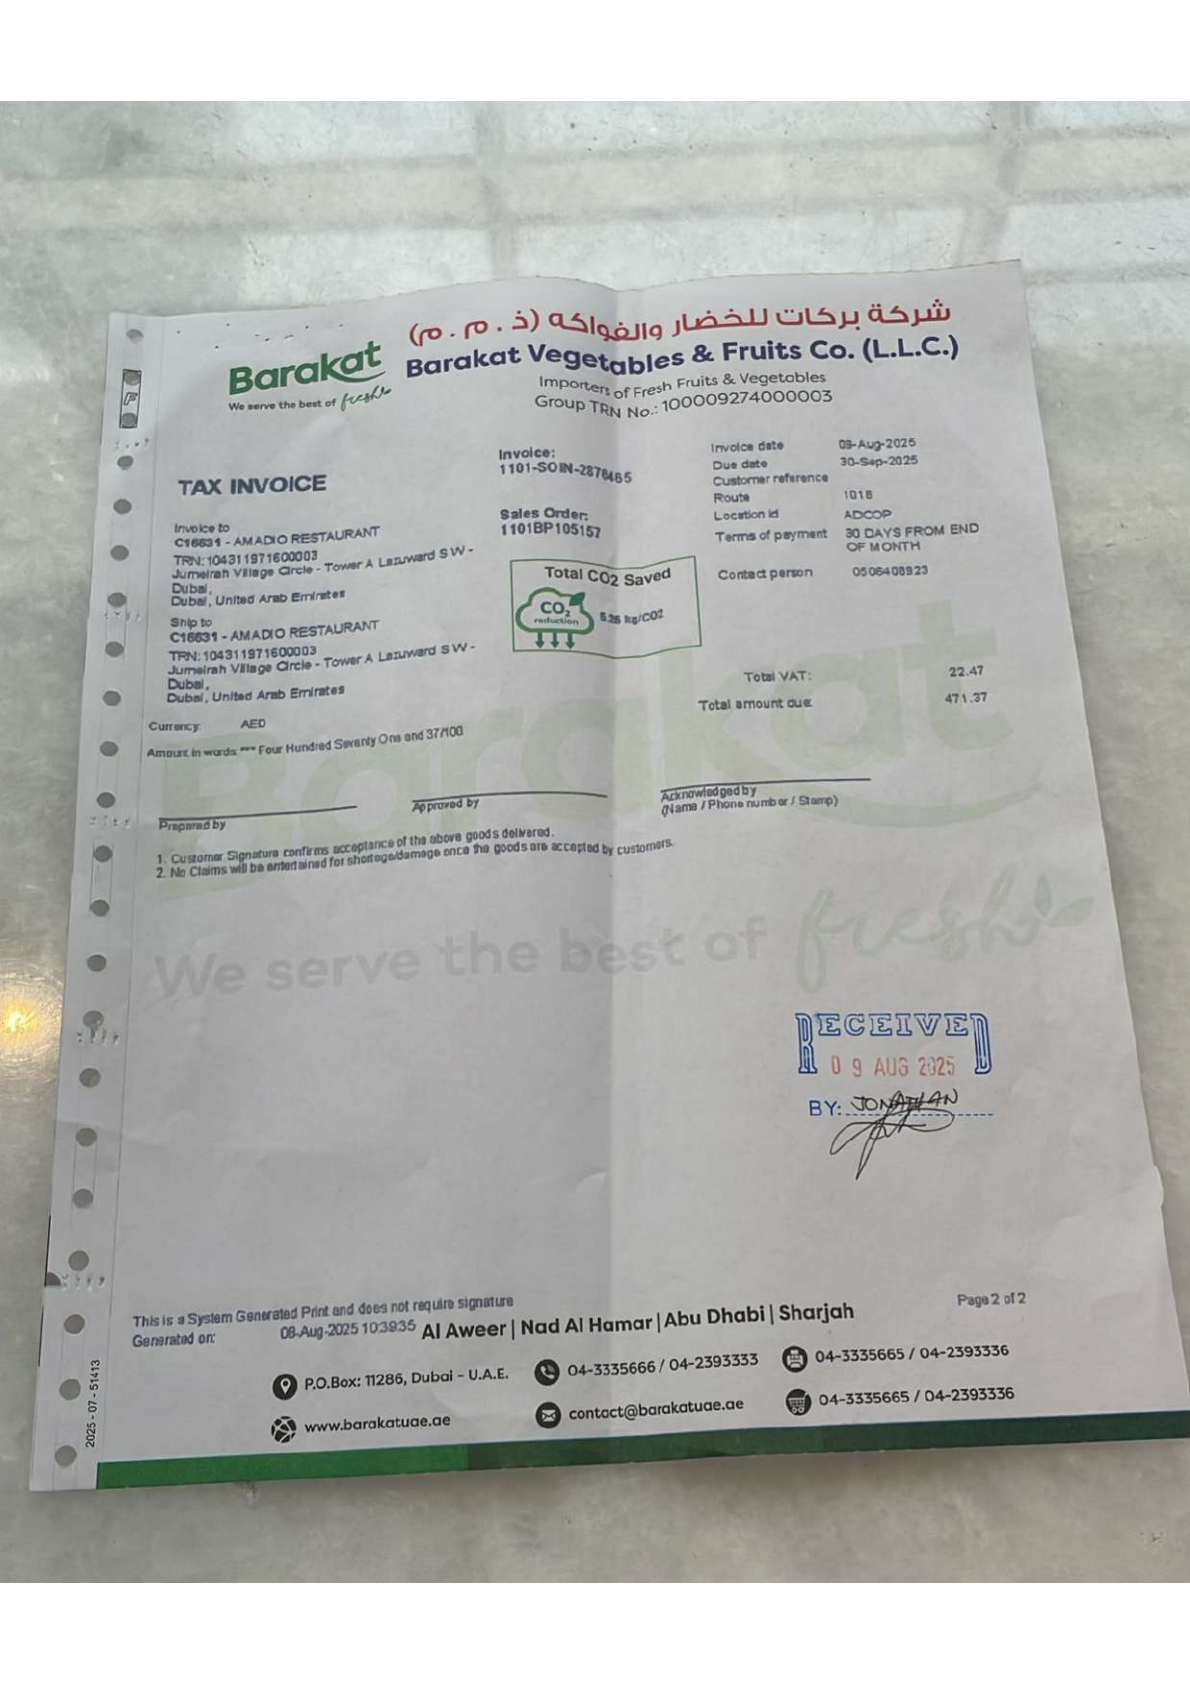 شركة بركات للخضار والفواكه (ذ.م.م)
Barakat
We serve the best of fresh
Barakat Vegetables & Fruits Co. (L.L.C.)
Importers of Fresh Fruits & Vegetables
Group TRN No.: 100009274000003
TAX INVOICE
Invoice:
1101-SOIN-2878465
Sales Order:
1101BP105157
Invoice date 09-Aug-2025
Due date 30-Sep-2025
Customer reference
Route 1018
Location id ADCOP
Terms of payment 30 DAYS FROM END
OF MONTH
Contact person 0506408923
Invoice to
C16631 - AMADIO RESTAURANT
TRN: 104311971600003
Jumeirah Village Circle - Tower A Lazuward S W -
Dubai,
Dubai, United Arab Emirates
Ship to
C16631 - AMADIO RESTAURANT
TRN: 104311971600003
Jumeirah Village Circle - Tower A Lazuward S W -
Dubai,
Dubai, United Arab Emirates
Total CO2 Saved
CO2
reduction
kg/CO2
Total VAT: 22.47
Total amount due: 471.37
Currency: AED
Amount in words *** Four Hundred Seventy One and 37/100
Prepared by
Approved by
Acknowledged by
(Name / Phone number / Stamp)
1. Customer Signature confirms acceptance of the above goods delivered.
2. No Claims will be entertained for shortage/damage once the goods are accepted by customers.
Barakat
We serve the best of fresh
RECEIVED
09 AUG 2025
BY: JONATHAN
This is a System Generated Print and does not require signature
Generated on: 08-Aug-2025 10:39:35
Page 2 of 2
Al Aweer | Nad Al Hamar | Abu Dhabi | Sharjah
P.O.Box: 11286, Dubai - U.A.E.
04-3335666 / 04-2393333
04-3335665 / 04-2393336
www.barakatuae.ae
contact@barakatuae.ae
04-3335665 / 04-2393336
2025 - 07 - 51413